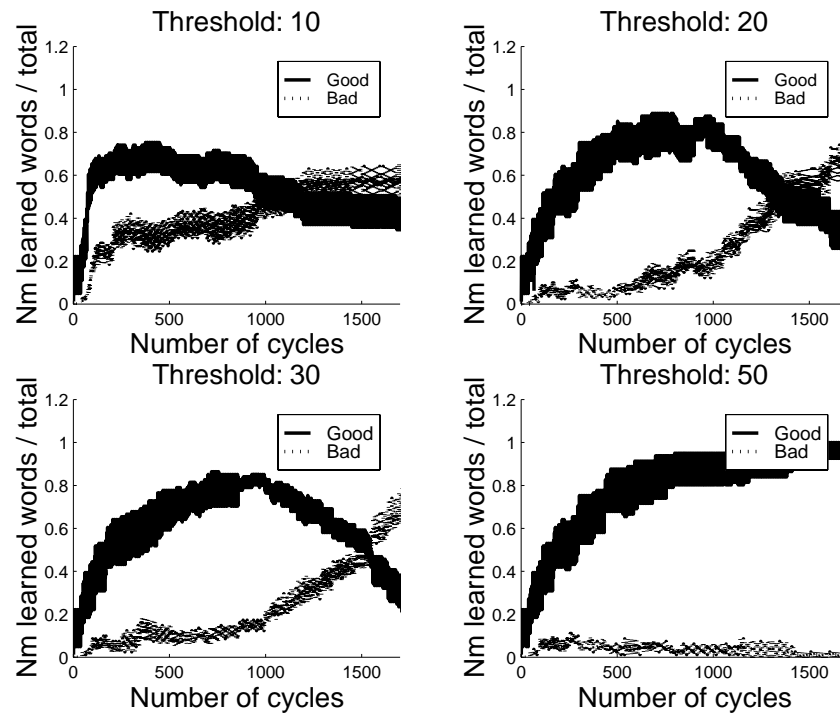 Threshold: 10
1.2
1
0.8
0.6
0.4
0.2
0
Nm learned words / total
Good
Bad
0 500 1000 1500
Number of cycles
Threshold: 20
1.2
1
0.8
0.6
0.4
0.2
0
Nm learned words / total
Good
Bad
0 500 1000 1500
Number of cycles
Threshold: 30
1.2
1
0.8
0.6
0.4
0.2
0
Nm learned words / total
Good
Bad
0 500 1000 1500
Number of cycles
Threshold: 50
1.2
1
0.8
0.6
0.4
0.2
0
Nm learned words / total
Good
Bad
0 500 1000 1500
Number of cycles